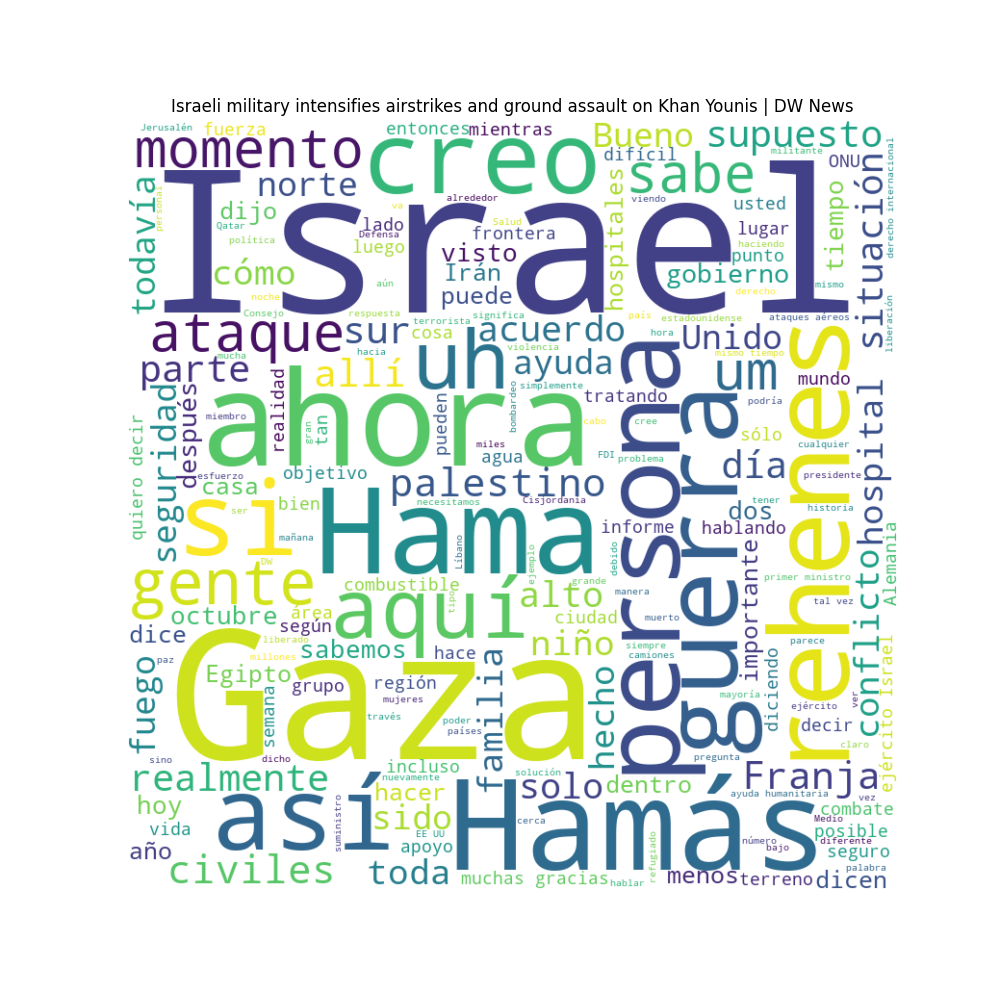 Israeli military intensifies airstrikes and ground assault on Khan Younis | DW News
Jerusalén
fuerza
entonces
mientras
Bueno
supuesto
momento
creo
difícil
sabe
militante
ONU
derecho internacional
norte
hospitales
todavía
personal
Israel
alrededor
viendo
usted
tiempo
situación
dijo
Qatar
va
lado
Defensa
Salud
frontera
lugar
política
luego
visto
haciendo
punto
cómo
Irán
gobierno
aún
puede
derecho
mismo
noche
Consejo
respuesta
terrorista
significa
país
estadounidense
ataques aéreos
liberación
ataque
sur
cosa
acuerdo
hora
Unido
hacia
violencia
mucha
parte
allí
uh
ayuda
persona
mismo tiempo
um
rehenes
mundo
después
seguridad
realidad
simplemente
tratando
guerra
podría
ahora
gran
tan
pueden
bombardeo
cabo
cree
miembro
quiero decir
miles
sólo
cualquier
hospital
agua
FDI
problema
día
esfuerzo
objetivo
presidente
casa
palestino
si
bien
necesitamos
Cisjordania
tener
historia
ser
Hama
dos
informe
hablando
mañana
Líbano
ejemplo
debido
importante
Alemania
DW
gente
combustible
grande
primer ministro
conflicto
aquí
tipo
alto
manera
tal vez
octubre
área
ciudad
muerto
según
dice
liberado
niño
parece
sabemos
hace
siempre
camiones
ejército Israel
paz
millones
Gaza
Egipto
familia
hecho
fuego
semana
grupo
región
mayoría
diciendo
ver
mujeres
ejército
través
poder
países
decir
claro
sino
dicho
pregunta
incluso
solución
realmente
nuevamente
Franja
hacer
solo
dentro
ayuda humanitaria
vez
hoy
así
Hamás
combate
suministro
sido
cerca
Medio
vida
EE UU
posible
apoyo
refugiado
número
diferente
año
bajo
seguro
civiles
toda
muchas gracias
hablar
menos
terreno
palabra
dicen